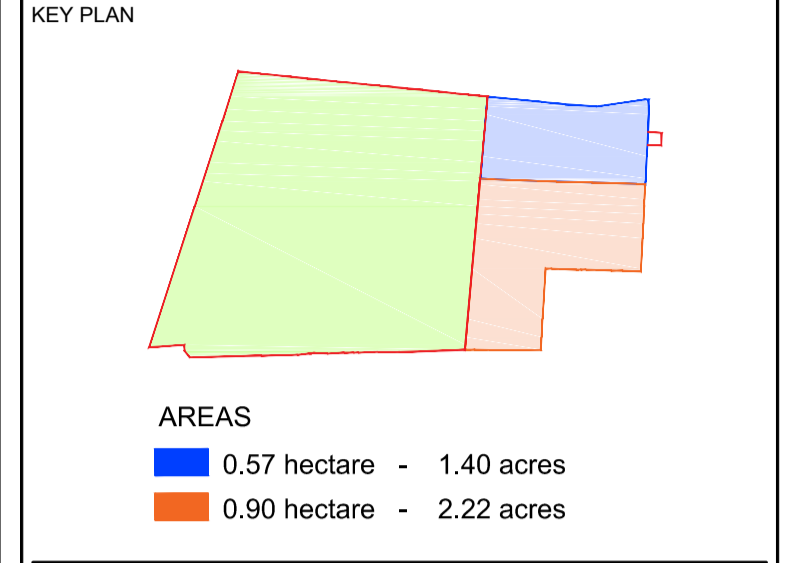 KEY PLAN
AREAS
0.57 hectare - 1.40 acres
0.90 hectare - 2.22 acres